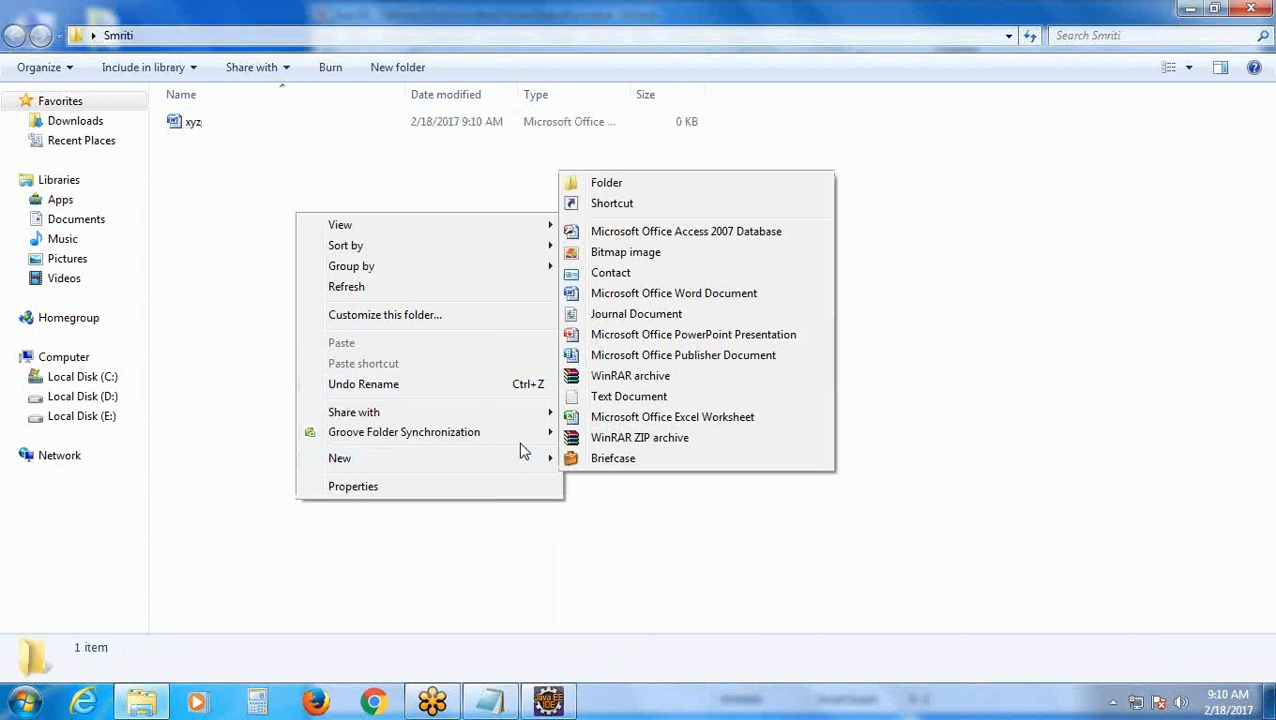 Smriti
Search Smriti
Organize
Include in library
Share with
Burn
New folder
Favorites
Downloads
Recent Places
Libraries
Apps
Documents
Music
Pictures
Videos
Homegroup
Computer
Local Disk (C:)
Local Disk (D:)
Local Disk (E:)
Network
Name
Date modified
Type
Size
xyz
2/18/2017 9:10 AM
Microsoft Office ...
0 KB
View
Sort by
Group by
Refresh
Customize this folder...
Paste
Paste shortcut
Undo Rename Ctrl+Z
Share with
Groove Folder Synchronization
New
Properties
Folder
Shortcut
Microsoft Office Access 2007 Database
Bitmap image
Contact
Microsoft Office Word Document
Journal Document
Microsoft Office PowerPoint Presentation
Microsoft Office Publisher Document
WinRAR archive
Text Document
Microsoft Office Excel Worksheet
WinRAR ZIP archive
Briefcase
1 item
Java EE
IDE
9:10 AM
2/18/2017